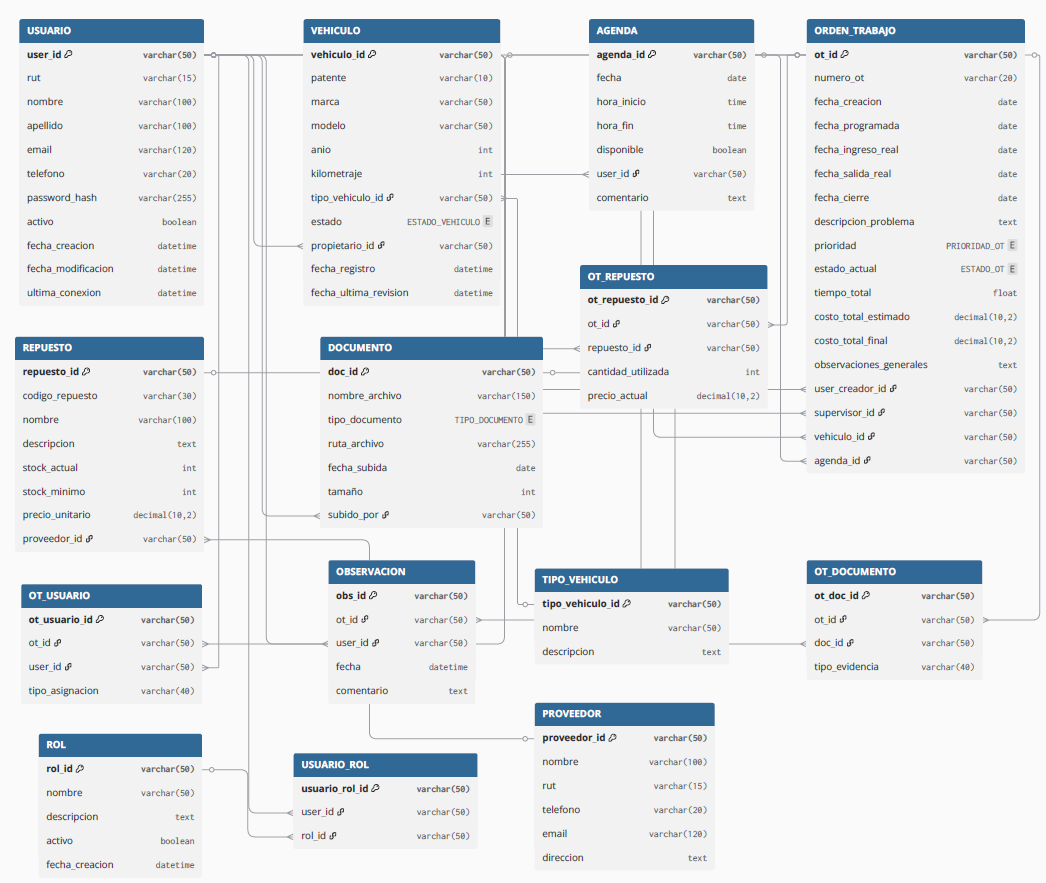 USUARIO
user_id varchar(50)
rut varchar(15)
nombre varchar(100)
apellido varchar(100)
email varchar(120)
telefono varchar(20)
password_hash varchar(255)
activo boolean
fecha_creacion datetime
fecha_modificacion datetime
ultima_conexion datetime
VEHICULO
vehiculo_id varchar(50)
patente varchar(10)
marca varchar(50)
modelo varchar(50)
anio int
kilometraje int
tipo_vehiculo_id varchar(50)
estado ESTADO_VEHICULO E
propietario_id varchar(50)
fecha_registro datetime
fecha_ultima_revision datetime
AGENDA
agenda_id varchar(50)
fecha date
hora_inicio time
hora_fin time
disponible boolean
user_id varchar(50)
comentario text
ORDEN_TRABAJO
ot_id varchar(50)
numero_ot varchar(20)
fecha_creacion date
fecha_programada date
fecha_ingreso_real date
fecha_salida_real date
fecha_cierre date
descripcion_problema text
prioridad PRIORIDAD_OT E
estado_actual ESTADO_OT E
tiempo_total float
costo_total_estimado decimal(10,2)
costo_total_final decimal(10,2)
observaciones_generales text
user_creador_id varchar(50)
supervisor_id varchar(50)
vehiculo_id varchar(50)
agenda_id varchar(50)
OT_REPUESTO
ot_repuesto_id varchar(50)
ot_id varchar(50)
repuesto_id varchar(50)
cantidad_utilizada int
precio_actual decimal(10,2)
REPUESTO
repuesto_id varchar(50)
codigo_repuesto varchar(30)
nombre varchar(100)
descripcion text
stock_actual int
stock_minimo int
precio_unitario decimal(10,2)
proveedor_id varchar(50)
DOCUMENTO
doc_id varchar(50)
nombre_archivo varchar(150)
tipo_documento TIPO_DOCUMENTO E
ruta_archivo varchar(255)
fecha_subida date
tamaño int
subido_por varchar(50)
OT_USUARIO
ot_usuario_id varchar(50)
ot_id varchar(50)
user_id varchar(50)
tipo_asignacion varchar(40)
OBSERVACION
obs_id varchar(50)
ot_id varchar(50)
user_id varchar(50)
fecha datetime
comentario text
TIPO_VEHICULO
tipo_vehiculo_id varchar(50)
nombre varchar(50)
descripcion text
OT_DOCUMENTO
ot_doc_id varchar(50)
ot_id varchar(50)
doc_id varchar(50)
tipo_evidencia varchar(40)
ROL
rol_id varchar(50)
nombre varchar(50)
descripcion text
activo boolean
fecha_creacion datetime
USUARIO_ROL
usuario_rol_id varchar(50)
user_id varchar(50)
rol_id varchar(50)
PROVEEDOR
proveedor_id varchar(50)
nombre varchar(100)
rut varchar(15)
telefono varchar(20)
email varchar(120)
direccion text